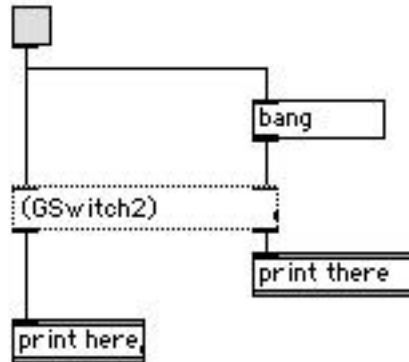 bang
(GSwitch2)
print there
print here